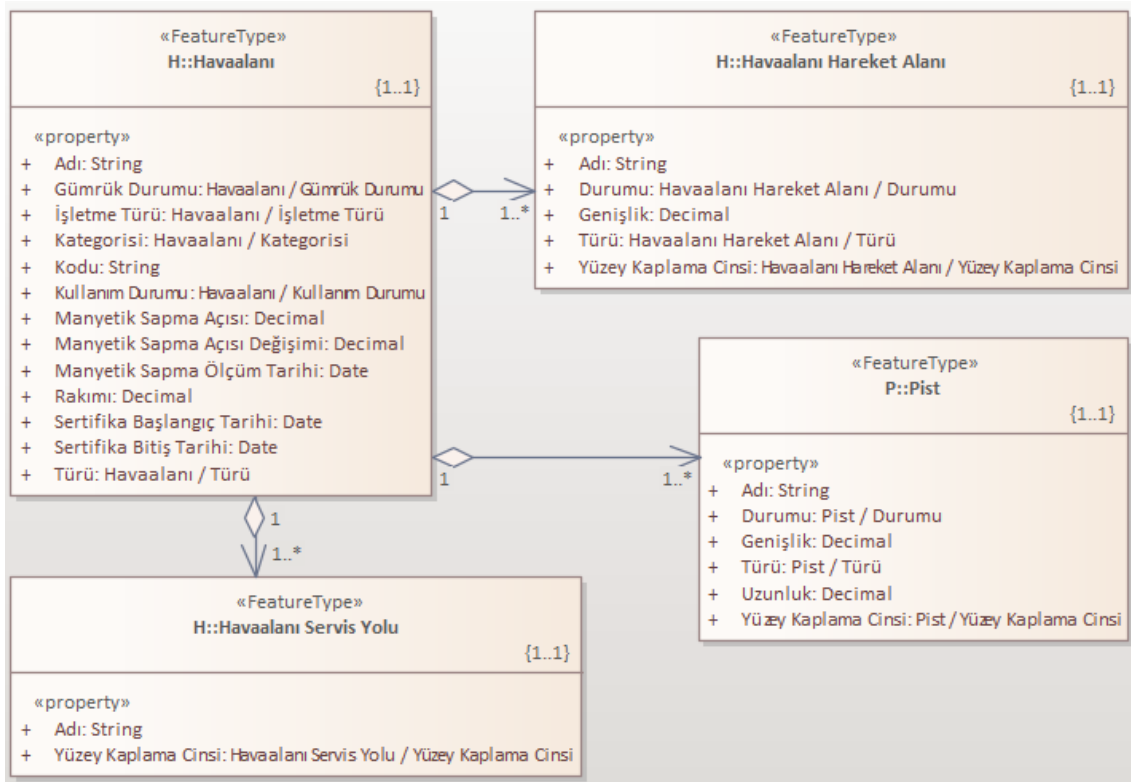 «FeatureType»
H::Havaalanı
{1..1}
«property»
+ Adı: String
+ Gümrük Durumu: Havaalanı / Gümrük Durumu
+ İşletme Türü: Havaalanı / İşletme Türü
+ Kategorisi: Havaalanı / Kategorisi
+ Kodu: String
+ Kullanım Durumu: Havaalanı / Kullanım Durumu
+ Manyetik Sapma Açısı: Decimal
+ Manyetik Sapma Açısı Değişimi: Decimal
+ Manyetik Sapma Ölçüm Tarihi: Date
+ Rakımı: Decimal
+ Sertifika Başlangıç Tarihi: Date
+ Sertifika Bitiş Tarihi: Date
+ Türü: Havaalanı / Türü
1
1..*
«FeatureType»
H::Havaalanı Hareket Alanı
{1..1}
«property»
+ Adı: String
+ Durumu: Havaalanı Hareket Alanı / Durumu
+ Genişlik: Decimal
+ Türü: Havaalanı Hareket Alanı / Türü
+ Yüzey Kaplama Cinsi: Havaalanı Hareket Alanı / Yüzey Kaplama Cinsi
1
1..*
«FeatureType»
P::Pist
{1..1}
«property»
+ Adı: String
+ Durumu: Pist / Durumu
+ Genişlik: Decimal
+ Türü: Pist / Türü
+ Uzunluk: Decimal
+ Yüzey Kaplama Cinsi: Pist / Yüzey Kaplama Cinsi
1
1..*
«FeatureType»
H::Havaalanı Servis Yolu
{1..1}
«property»
+ Adı: String
+ Yüzey Kaplama Cinsi: Havaalanı Servis Yolu / Yüzey Kaplama Cinsi